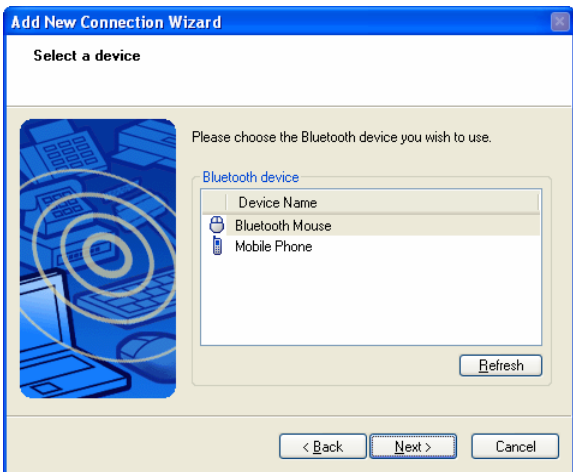 Add New Connection Wizard
Select a device
Please choose the Bluetooth device you wish to use.
Bluetooth device
Device Name
Bluetooth Mouse
Mobile Phone
Refresh
< Back Next > Cancel